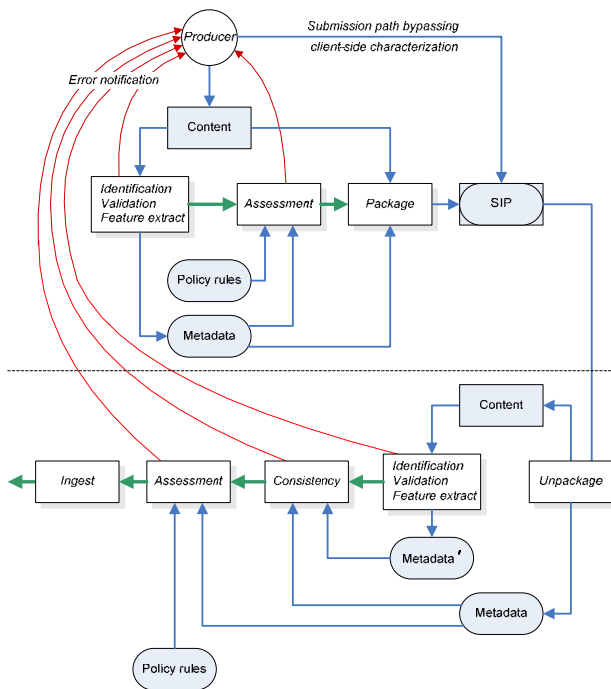 Producer
Submission path bypassing
client-side characterization
Error notification
Content
Identification
Validation
Feature extract
Assessment
Package
SIP
Policy rules
Metadata
Content
Ingest
Assessment
Consistency
Identification
Validation
Feature extract
Unpackage
Metadata ′
Metadata
Policy rules